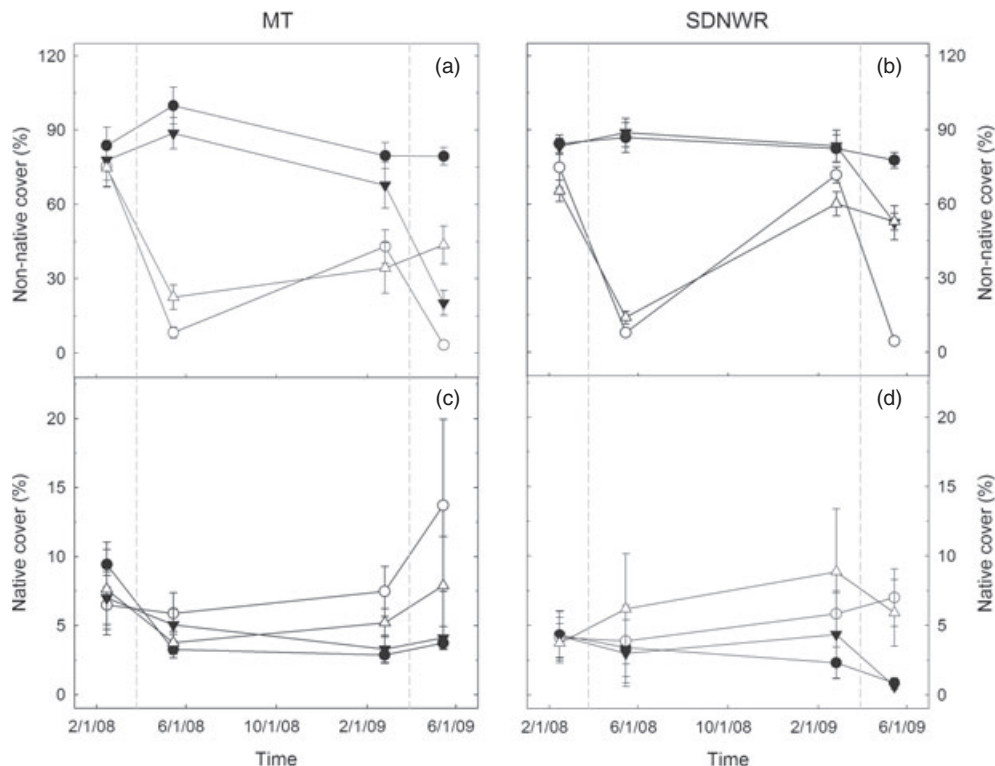 MT
SDNWR
120
90
60
30
0
Non-native cover (%)
(a)
(b)
120
90
60
30
0
Non-native cover (%)
20
15
10
5
0
Native cover (%)
(c)
(d)
20
15
10
5
0
Native cover (%)
2/1/08 6/1/08 10/1/08 2/1/09 6/1/09
Time
2/1/08 6/1/08 10/1/08 2/1/09 6/1/09
Time